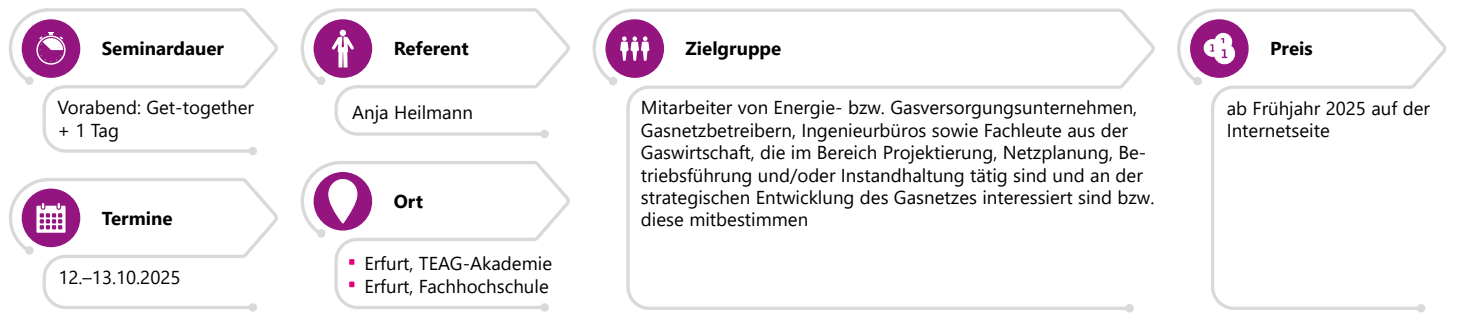 Seminardauer
Vorabend: Get-together
+ 1 Tag
Termine
12.–13.10.2025
Referent
Anja Heilmann
Ort
▪ Erfurt, TEAG-Akademie
▪ Erfurt, Fachhochschule
Zielgruppe
Mitarbeiter von Energie- bzw. Gasversorgungsunternehmen,
Gasnetzbetreibern, Ingenieurbüros sowie Fachleute aus der
Gaswirtschaft, die im Bereich Projektierung, Netzplanung, Be-
triebsführung und/oder Instandhaltung tätig sind und an der
strategischen Entwicklung des Gasnetzes interessiert sind bzw.
diese mitbestimmen
1 1 1
Preis
ab Frühjahr 2025 auf der
Internetseite